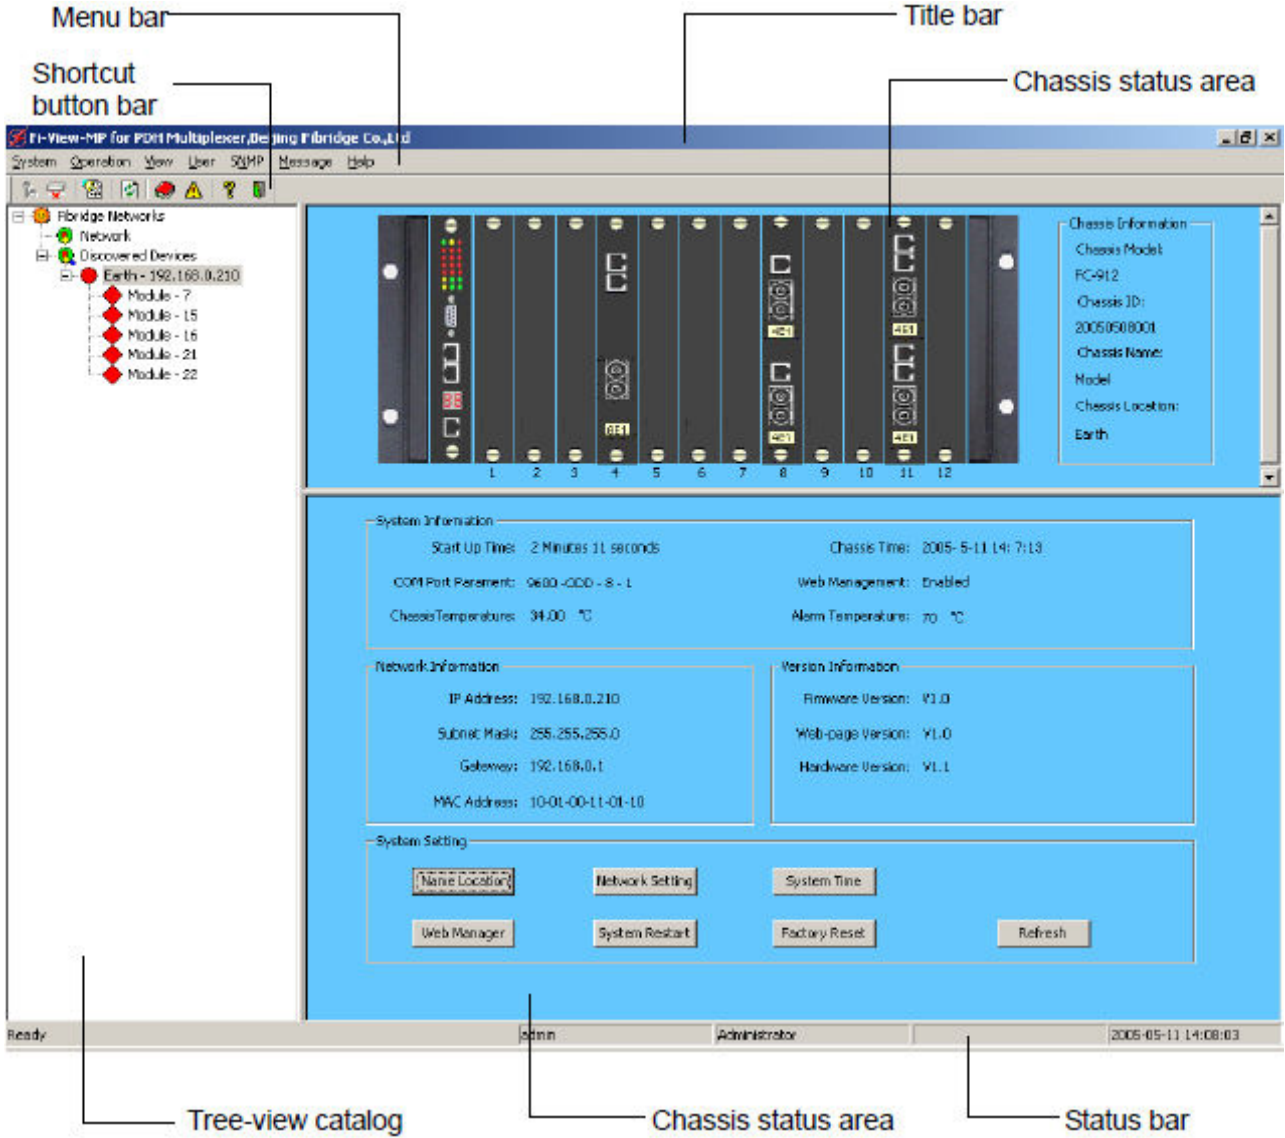 Menu bar
Title bar
Shortcut
button bar
Chassis status area
Fi-View-MP for PDH Multiplexer,Beijing Fibridge Co.,Ltd
System Operation View User SNMP Message Help
Fibridge Networks
Network
Discovered Devices
Earth - 192.168.0.210
Module - 7
Module - 15
Module - 16
Module - 21
Module - 22
8E1
4E1
4E1
4E1
4E1
1 2 3 4 5 6 7 8 9 10 11 12
Chassis Information
Chassis Model:
FC-912
Chassis ID:
20050508001
Chassis Name:
Model
Chassis Location:
Earth
System Information
Start Up Time: 2 Minutes 11 seconds
Chassis Time: 2005- 5-11 14: 7:13
COM Port Parament: 9600 -ODD - 8 - 1
Web Management: Enabled
ChassisTemperature: 34.00 °C
Alarm Temperature: 70 °C
Network Information
IP Address: 192.168.0.210
Subnet Mask: 255.255.255.0
Gateway: 192.168.0.1
MAC Address: 10-01-00-11-01-10
Version Information
Firmware Version: V1.0
Web-page Version: V1.0
Hardware Version: V1.1
System Setting
Name Location
Network Setting
System Time
Web Manager
System Restart
Factory Reset
Refresh
Ready
admin
Administrator
2005-05-11 14:08:03
Tree-view catalog
Chassis status area
Status bar